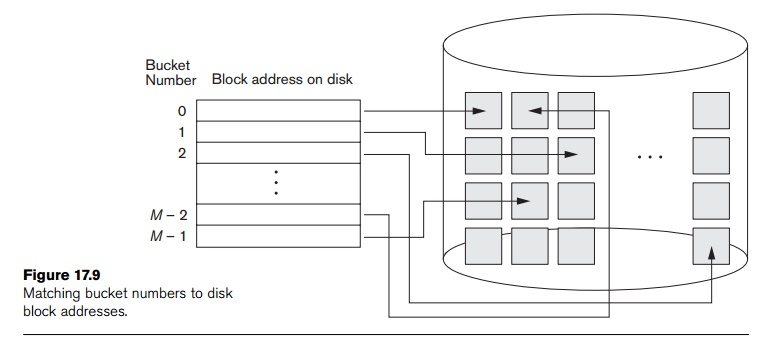 Bucket
Number Block address on disk
0
1
2
⋮
M – 2
M – 1
...
Figure 17.9
Matching bucket numbers to disk
block addresses.